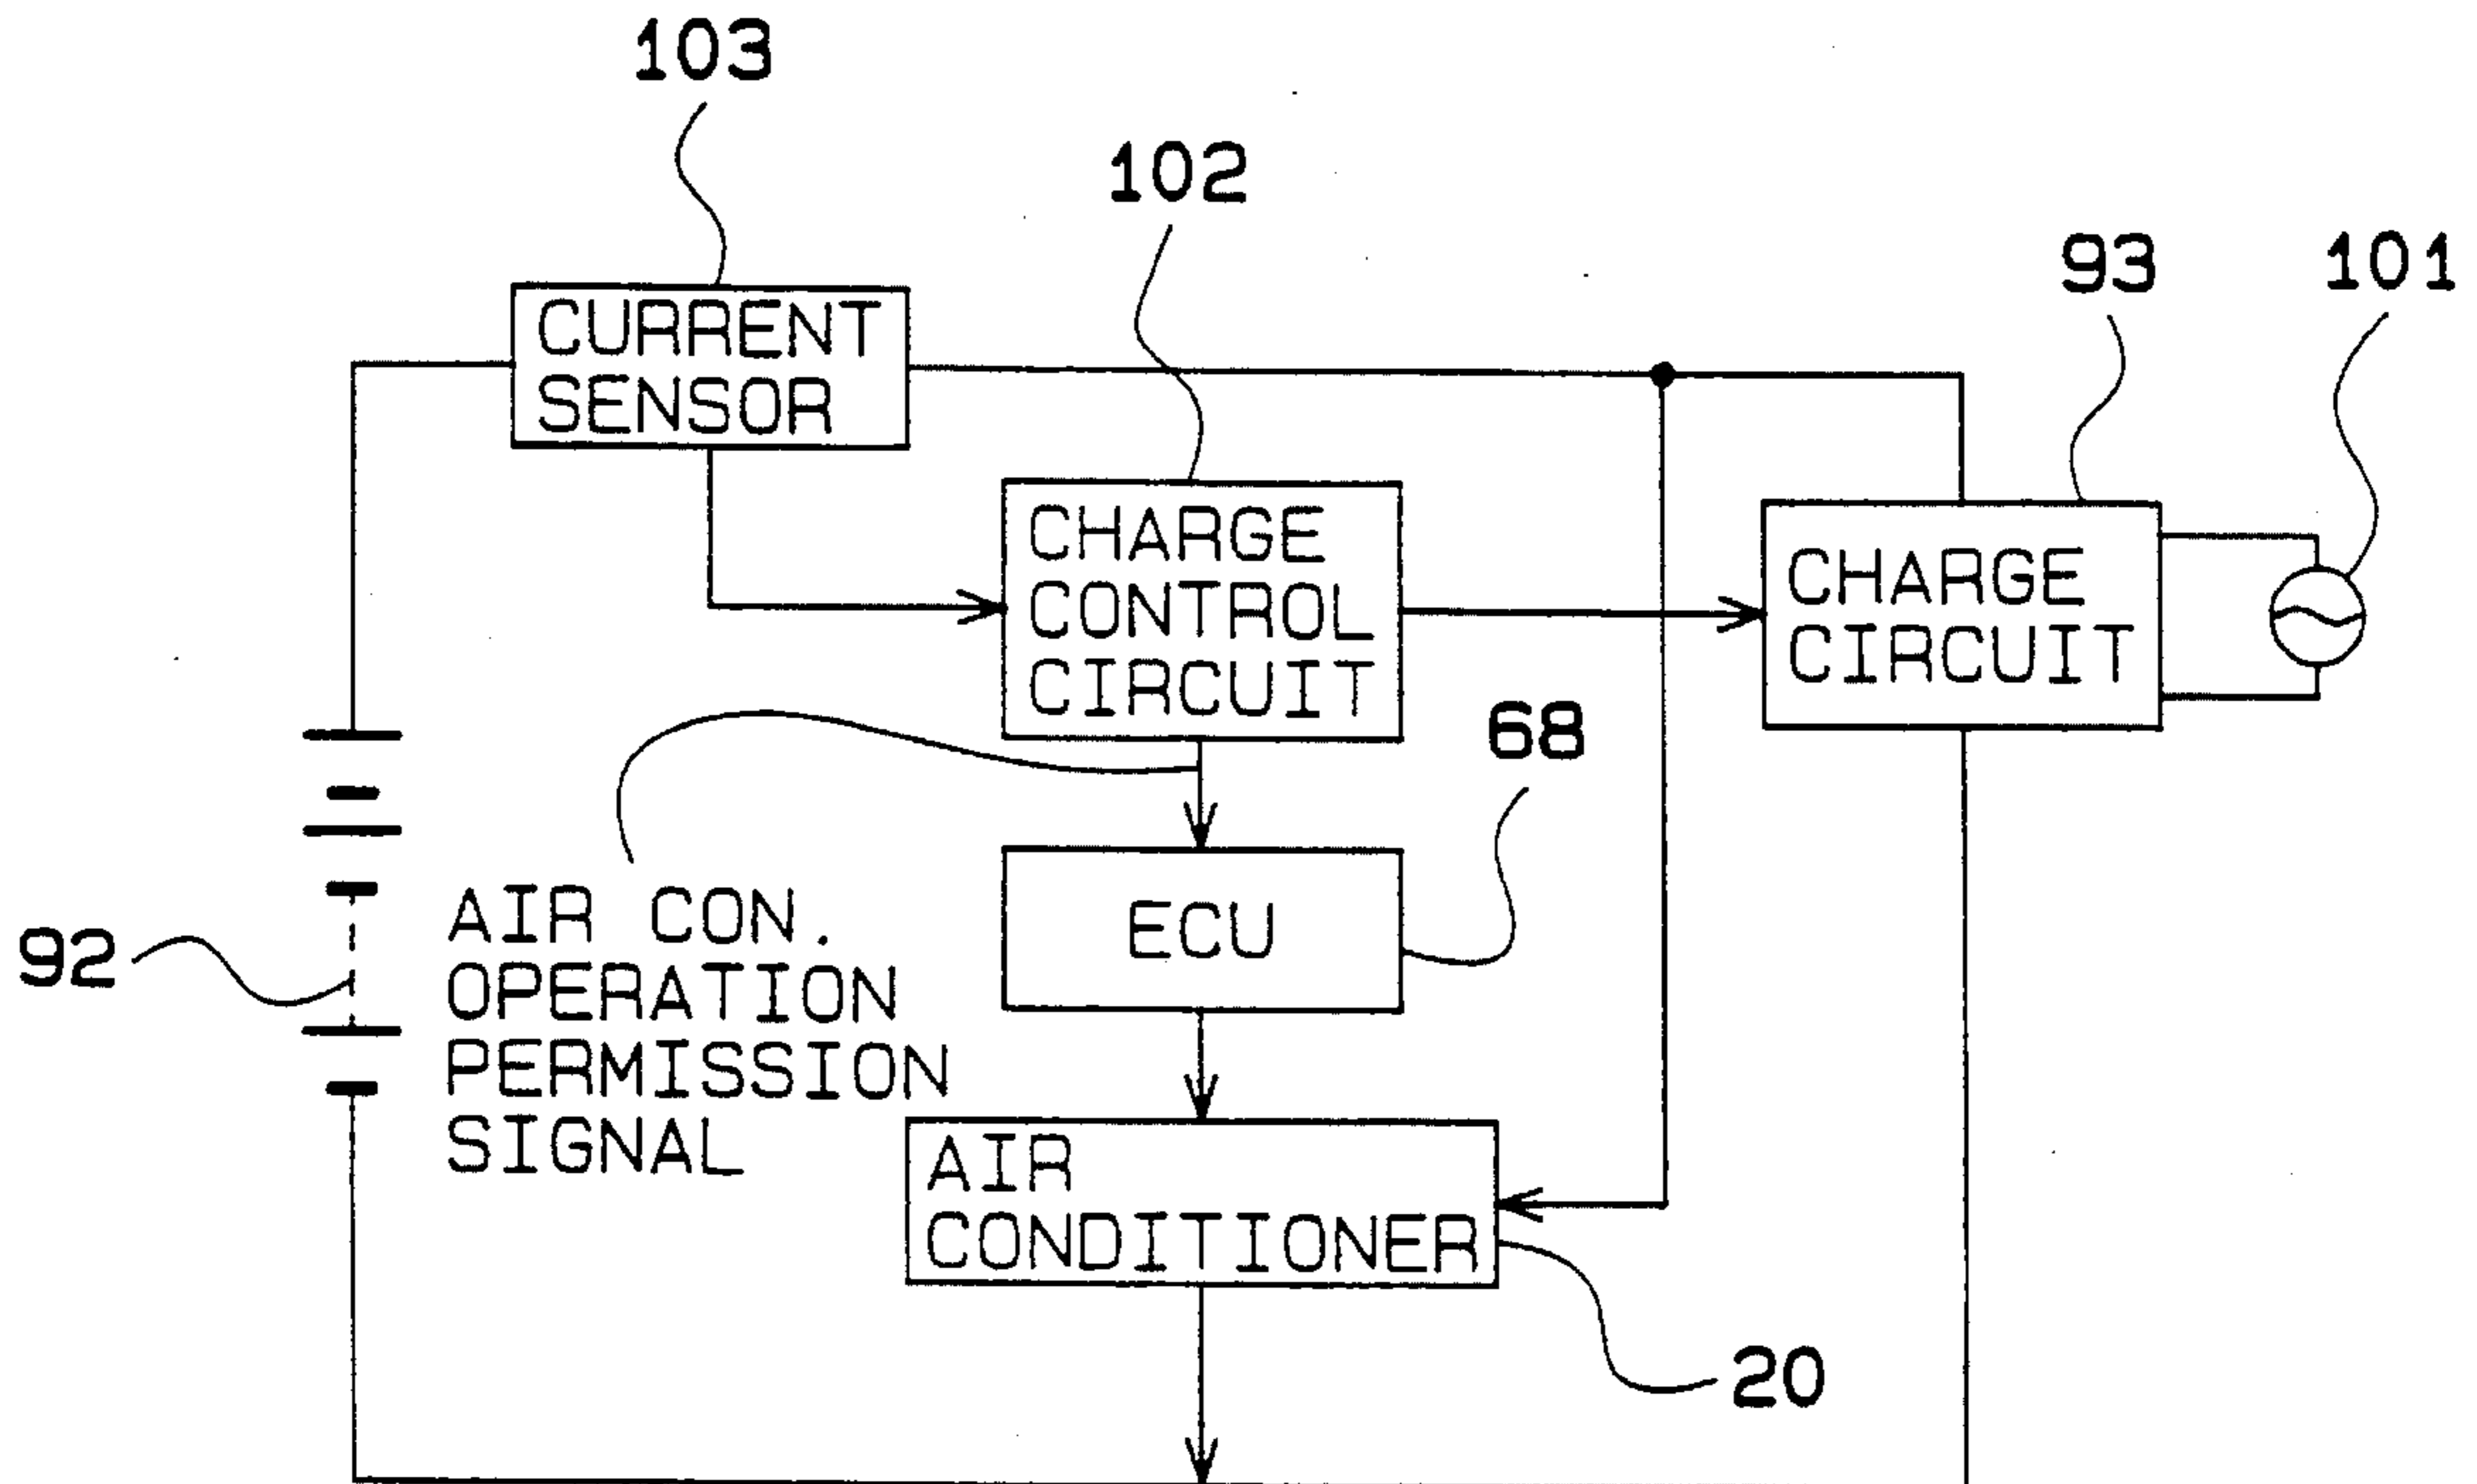 103
102
93
101
CURRENT
SENSOR
CHARGE
CONTROL
CIRCUIT
CHARGE
CIRCUIT
68
92
AIR CON.
OPERATION
PERMISSION
SIGNAL
ECU
AIR
CONDITIONER
20